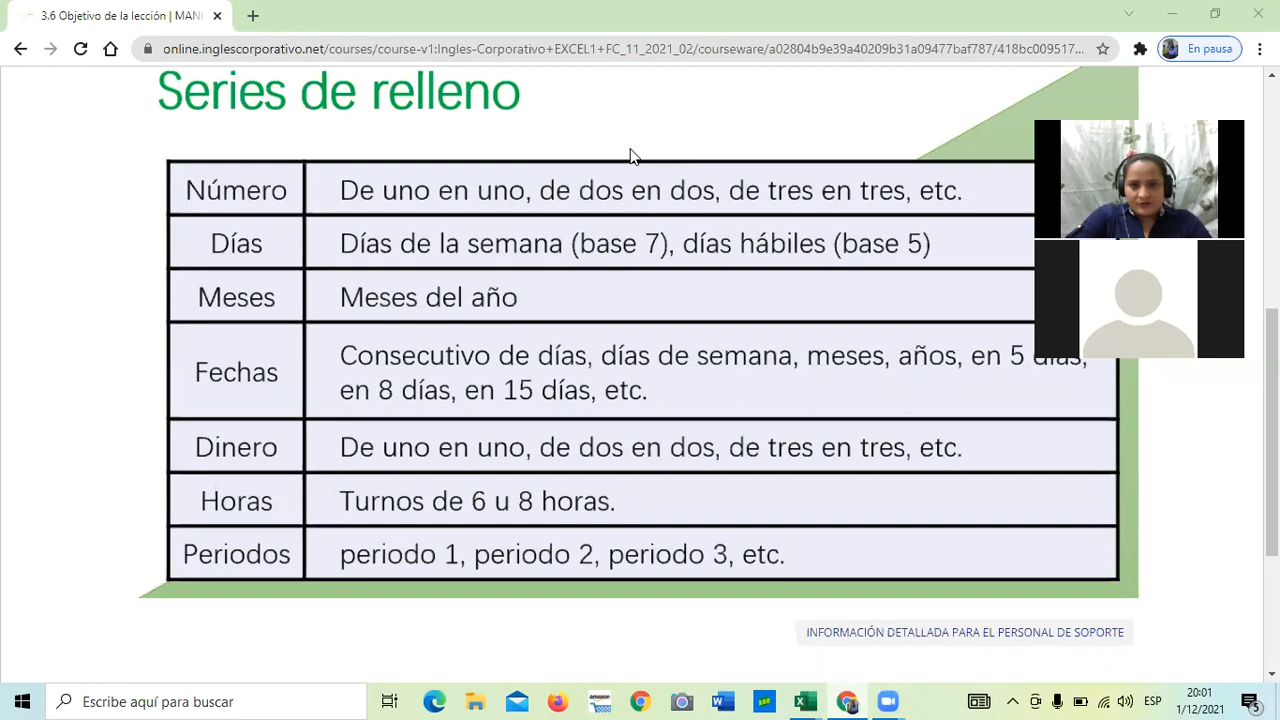 3.6 Objetivo de la lección | MANI
online.inglescorporativo.net/courses/course-v1:Ingles-Corporativo+EXCEL1+FC_11_2021_02/courseware/a02804b9e39a40209b31a09477baf787/418bc009517...
En pausa
Series de relleno
Número De uno en uno, de dos en dos, de tres en tres, etc.
Días Días de la semana (base 7), días hábiles (base 5)
Meses Meses del año
Fechas Consecutivo de días, días de semana, meses, años, en 5 días,
en 8 días, en 15 días, etc.
Dinero De uno en uno, de dos en dos, de tres en tres, etc.
Horas Turnos de 6 u 8 horas.
Periodos periodo 1, periodo 2, periodo 3, etc.
INFORMACIÓN DETALLADA PARA EL PERSONAL DE SOPORTE
Escribe aquí para buscar
amazon
ESP
20:01
1/12/2021
5